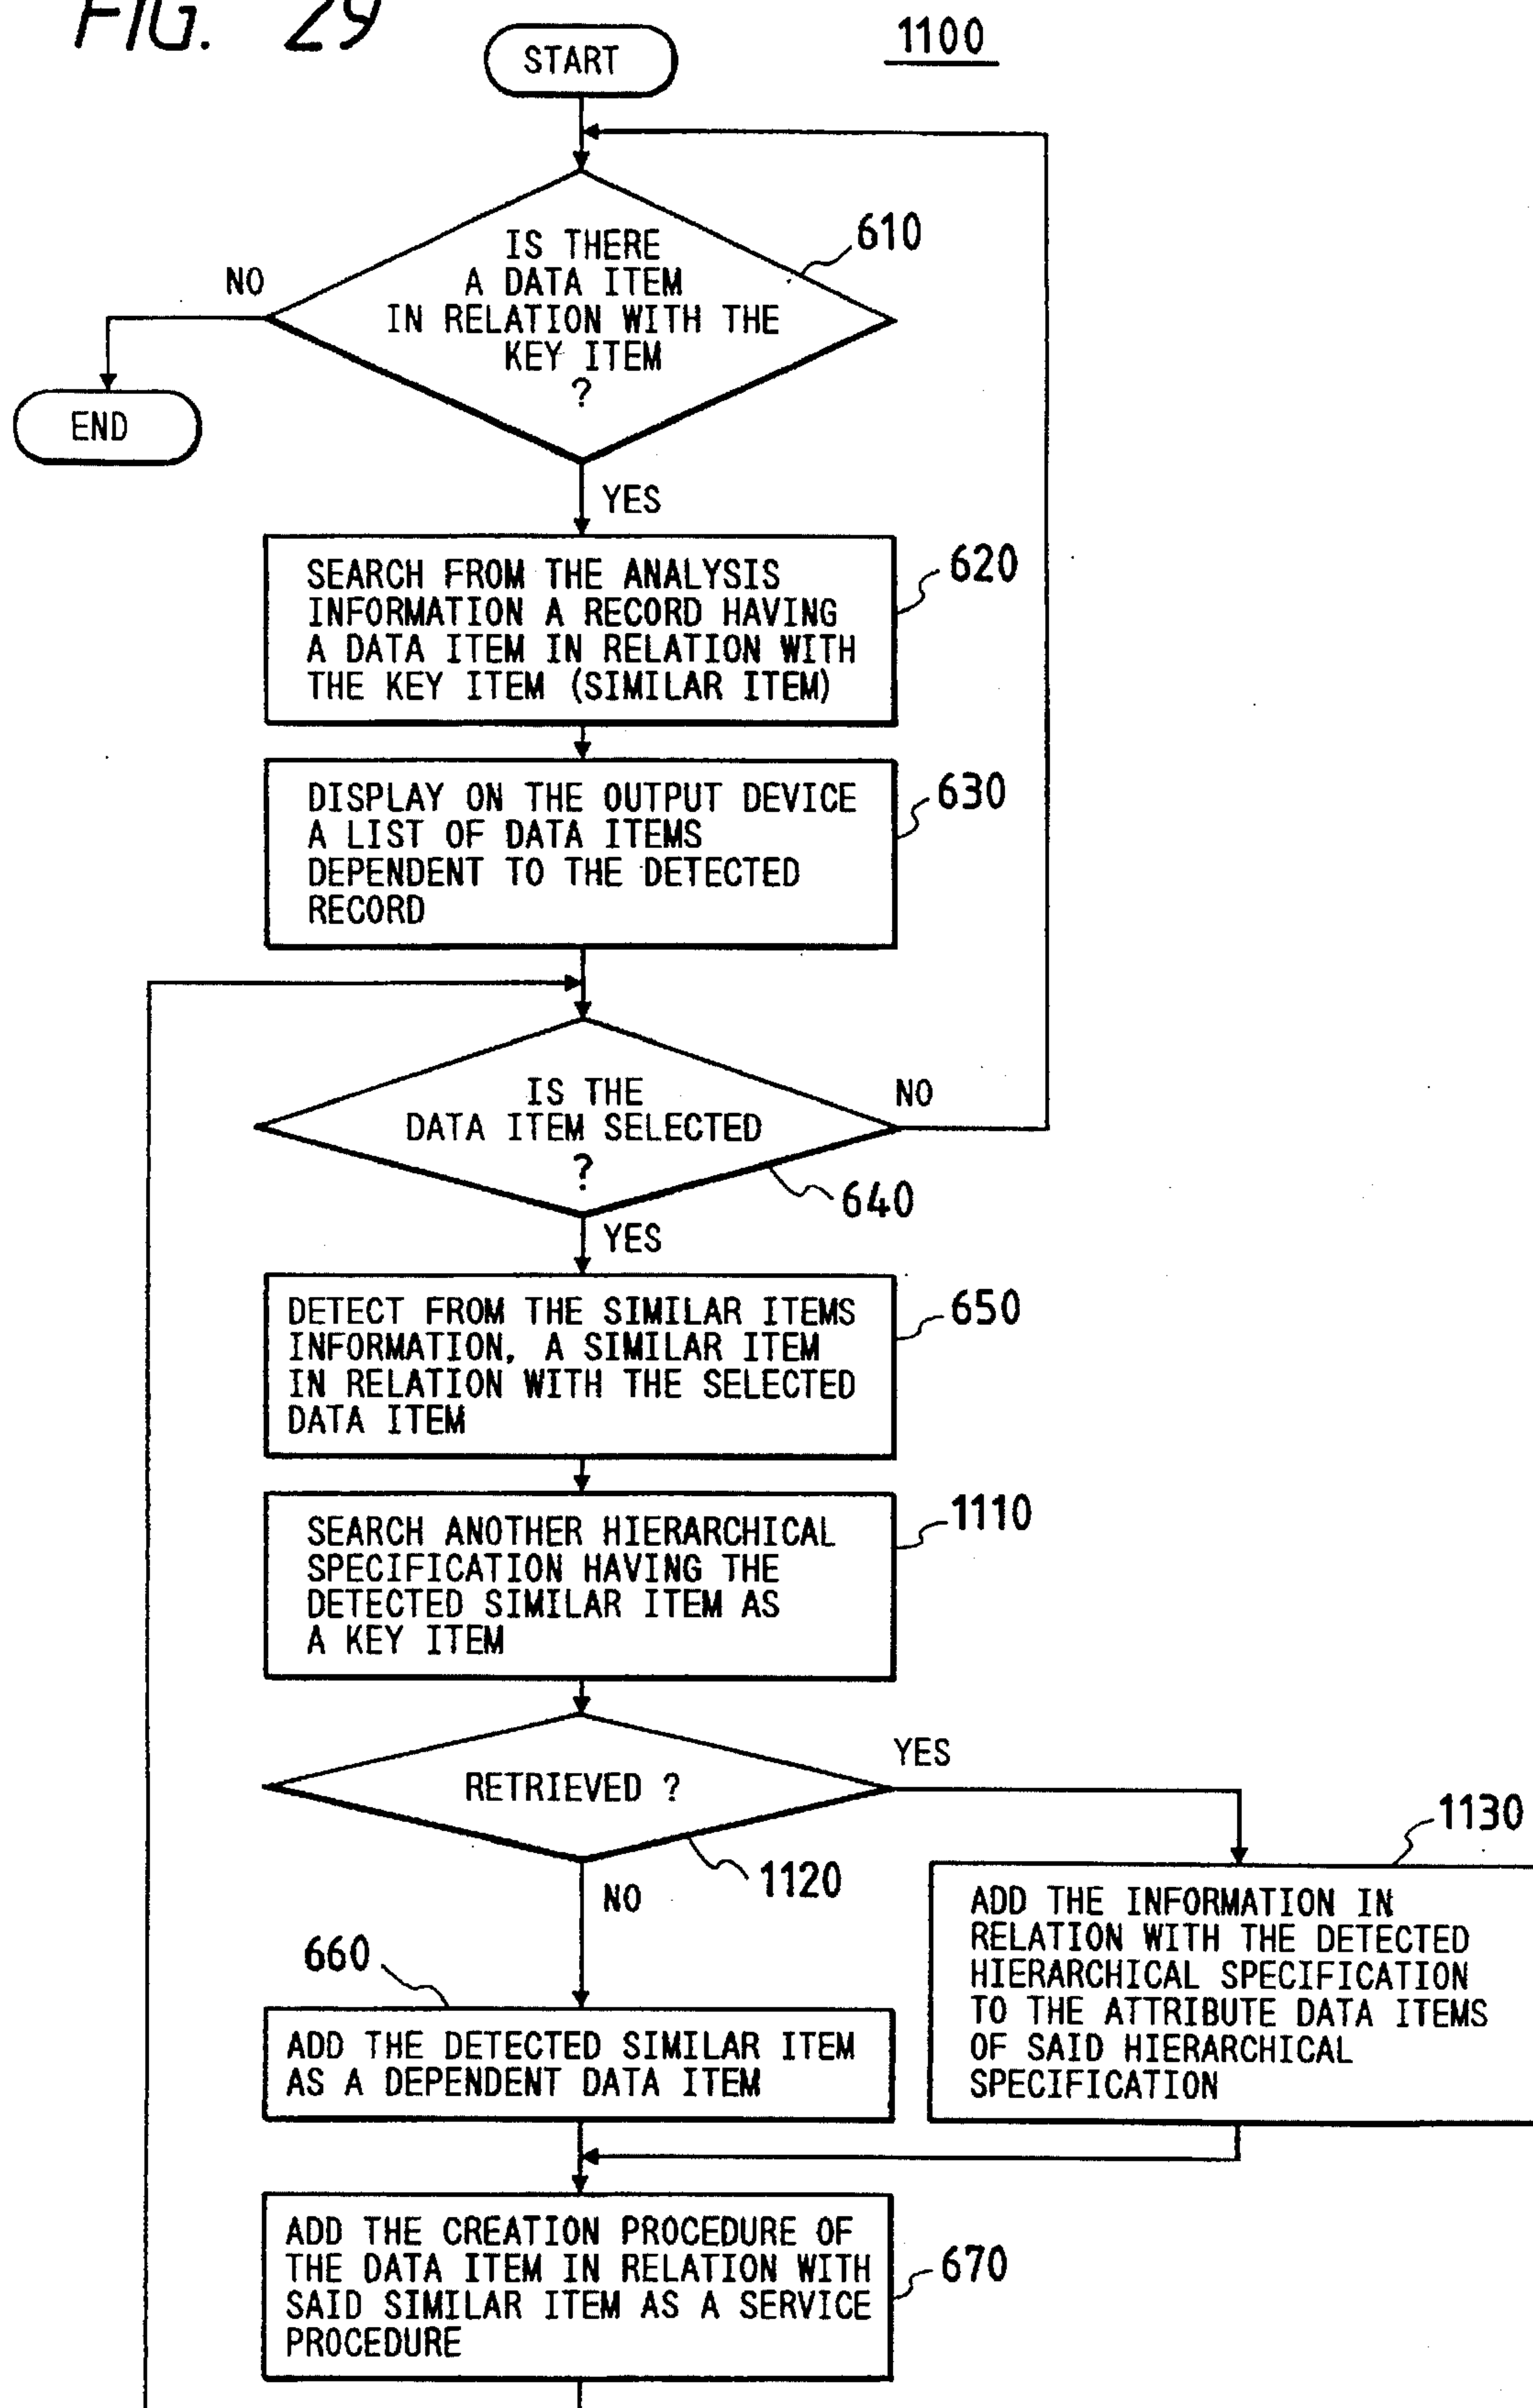 FIG. 29
1100
START
610
IS THERE
A DATA ITEM
IN RELATION WITH THE
KEY ITEM
?
NO
END
YES
620
SEARCH FROM THE ANALYSIS
INFORMATION A RECORD HAVING
A DATA ITEM IN RELATION WITH
THE KEY ITEM (SIMILAR ITEM)
630
DISPLAY ON THE OUTPUT DEVICE
A LIST OF DATA ITEMS
DEPENDENT TO THE DETECTED
RECORD
IS THE
DATA ITEM SELECTED
?
NO
640
YES
650
DETECT FROM THE SIMILAR ITEMS
INFORMATION, A SIMILAR ITEM
IN RELATION WITH THE SELECTED
DATA ITEM
1110
SEARCH ANOTHER HIERARCHICAL
SPECIFICATION HAVING THE
DETECTED SIMILAR ITEM AS
A KEY ITEM
RETRIEVED ?
YES
1120
NO
1130
ADD THE INFORMATION IN
RELATION WITH THE DETECTED
HIERARCHICAL SPECIFICATION
TO THE ATTRIBUTE DATA ITEMS
OF SAID HIERARCHICAL
SPECIFICATION
660
ADD THE DETECTED SIMILAR ITEM
AS A DEPENDENT DATA ITEM
670
ADD THE CREATION PROCEDURE OF
THE DATA ITEM IN RELATION WITH
SAID SIMILAR ITEM AS A SERVICE
PROCEDURE